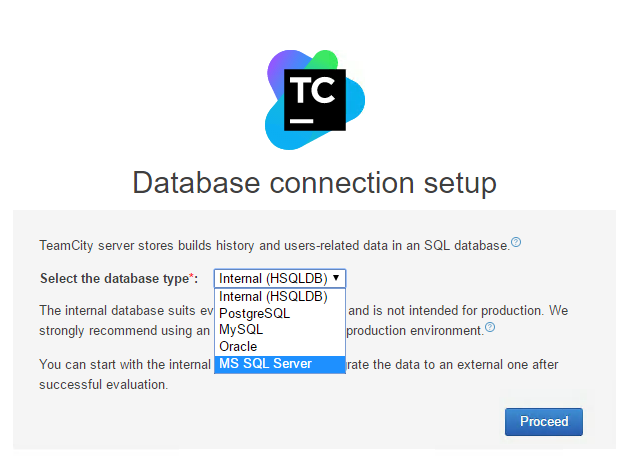 TC
Database connection setup
TeamCity server stores builds history and users-related data in an SQL database.?
Select the database type*: Internal (HSQLDB)
Internal (HSQLDB)
PostgreSQL
MySQL
Oracle
MS SQL Server
The internal database suits ev and is not intended for production. We
strongly recommend using an production environment.?
You can start with the internal rate the data to an external one after
successful evaluation.
Proceed